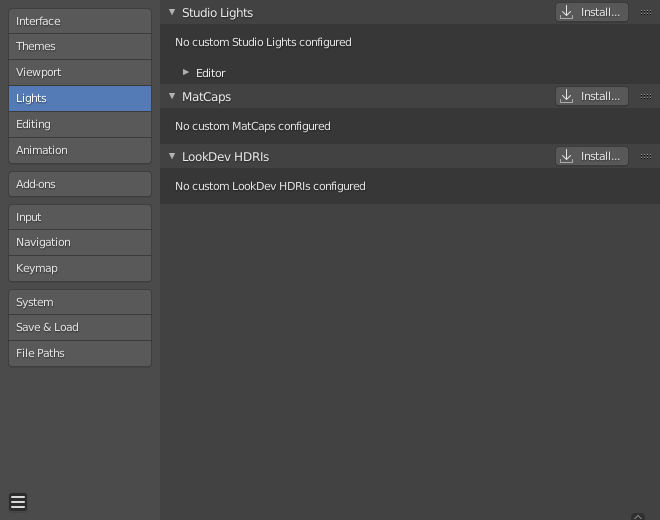 Interface
Themes
Viewport
Lights
Editing
Animation
Add-ons
Input
Navigation
Keymap
System
Save & Load
File Paths
Studio Lights
Install...
No custom Studio Lights configured
Editor
MatCaps
Install...
No custom MatCaps configured
LookDev HDRIs
Install...
No custom LookDev HDRIs configured